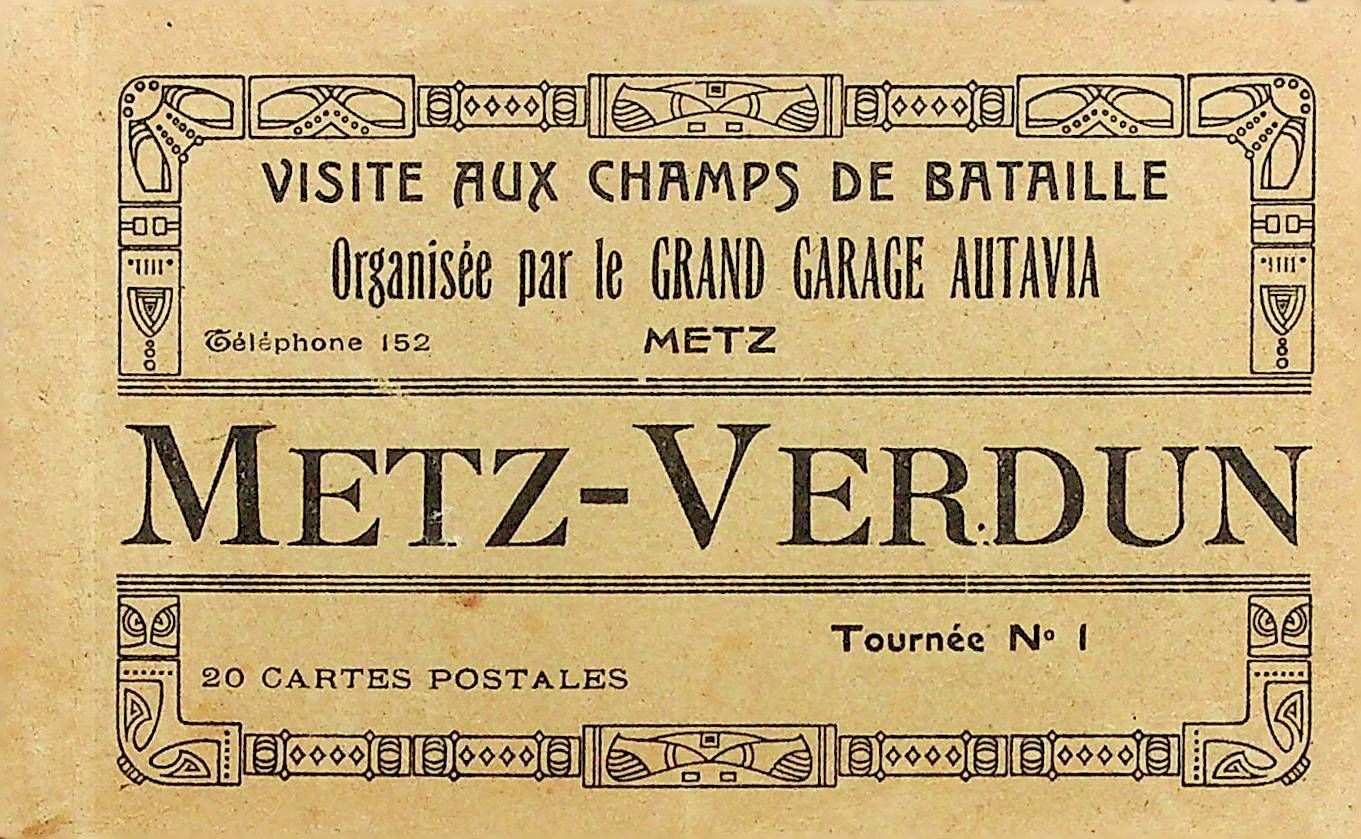 VISITE AUX CHAMPS DE BATAILLE
Organisée par le GRAND GARAGE AUTAVIA
Téléphone 152 METZ
METZ-VERDUN
Tournée Nº 1
20 CARTES POSTALES